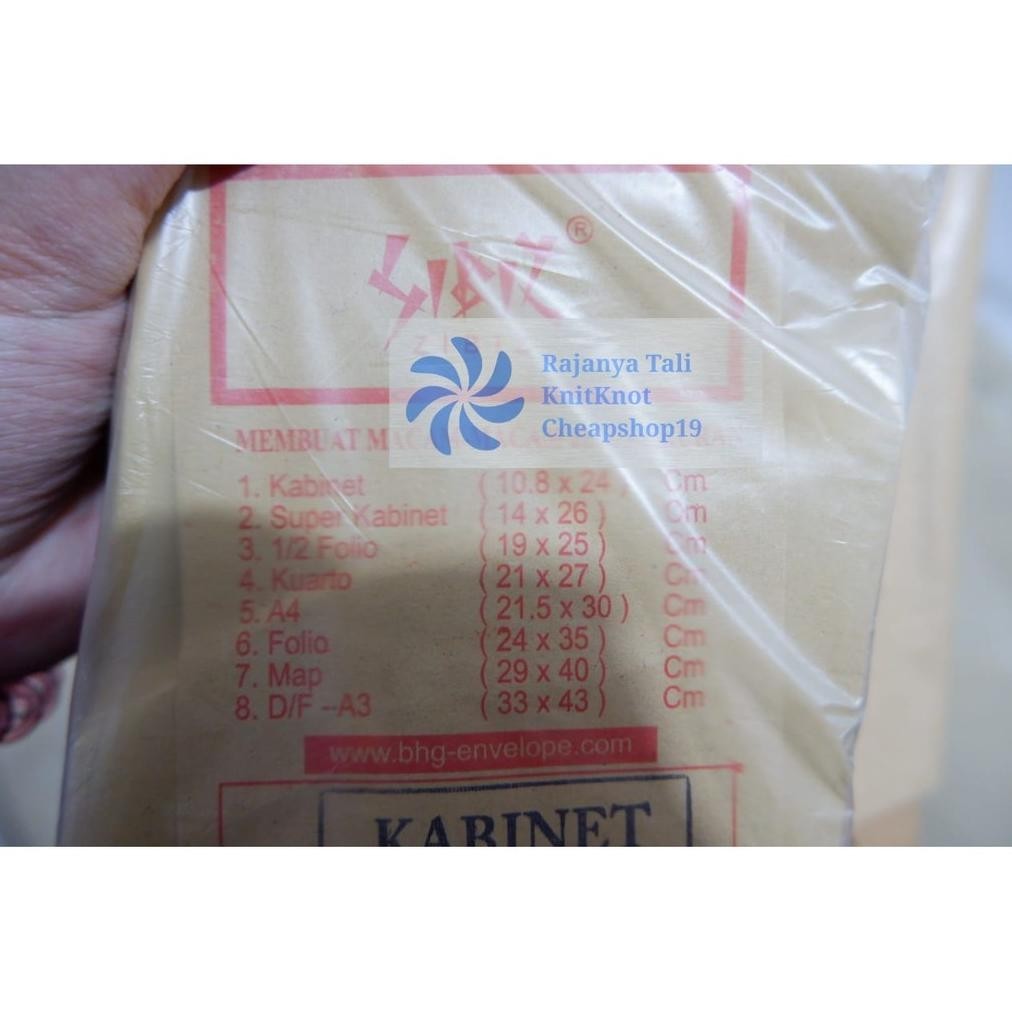 ®
Rajanya Tali
KnitKnot
Cheapshop19
MEMBUAT
1. Kabinet ( 10.8 x 24 ) Cm
2. Super Kabinet ( 14 x 26 ) Cm
3. 1/2 Folio ( 19 x 25 ) Cm
4. Kuarto ( 21 x 27 ) Cm
5. A4 ( 21,5 x 30 ) Cm
6. Folio ( 24 x 35 ) Cm
7. Map ( 29 x 40 ) Cm
8. D/F -A3 ( 33 x 43 ) Cm
www.bhg-envelope.com
KABINET